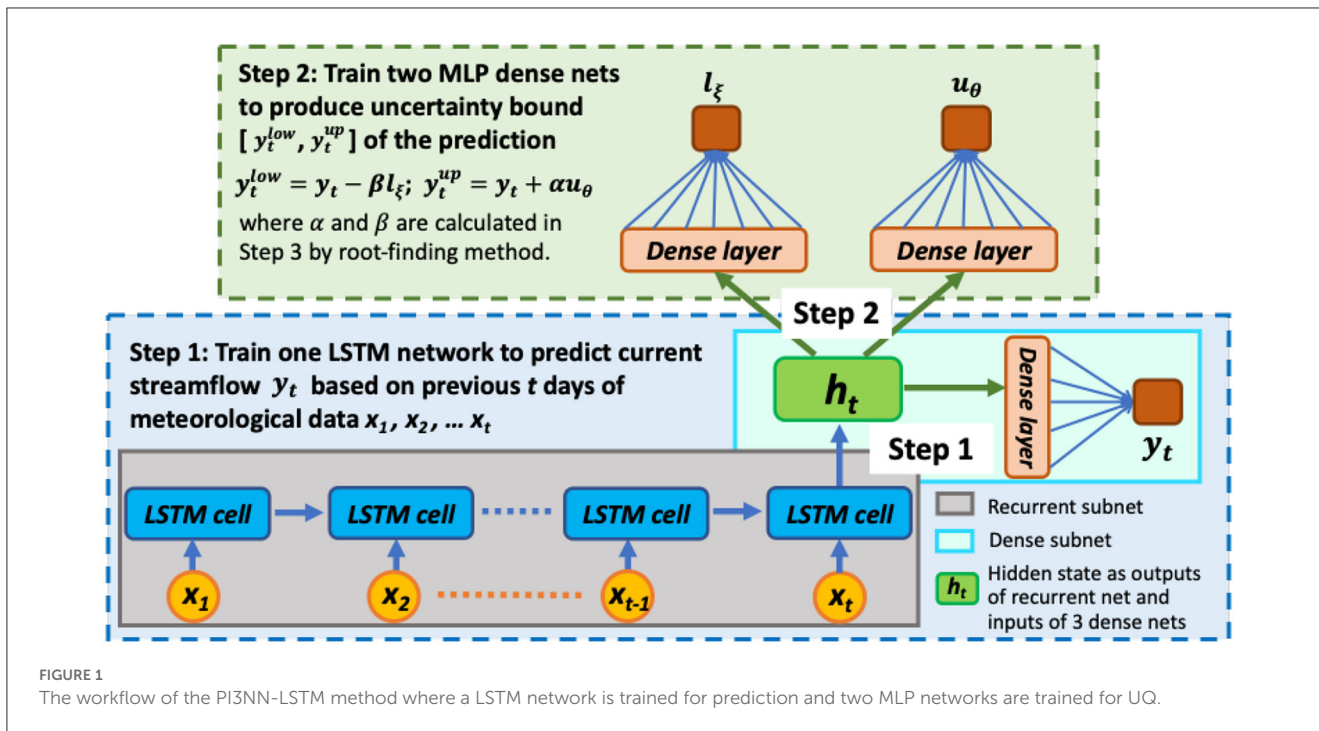 Step 2: Train two MLP dense nets
to produce uncertainty bound
[ y_t^{low}, y_t^{up} ] of the prediction
y_t^{low} = y_t − βl_ξ; y_t^{up} = y_t + αu_θ
where α and β are calculated in
Step 3 by root-finding method.
l_ξ
u_θ
Dense layer
Dense layer
Step 2
Step 1: Train one LSTM network to predict current
streamflow y_t based on previous t days of
meteorological data x_1, x_2, ... x_t
h_t
Dense layer
y_t
Step 1
LSTM cell
LSTM cell
LSTM cell
LSTM cell
x_1
x_2
x_{t-1}
x_t
Recurrent subnet
Dense subnet
h_t
Hidden state as outputs
of recurrent net and
inputs of 3 dense nets
FIGURE 1
The workflow of the PI3NN-LSTM method where a LSTM network is trained for prediction and two MLP networks are trained for UQ.